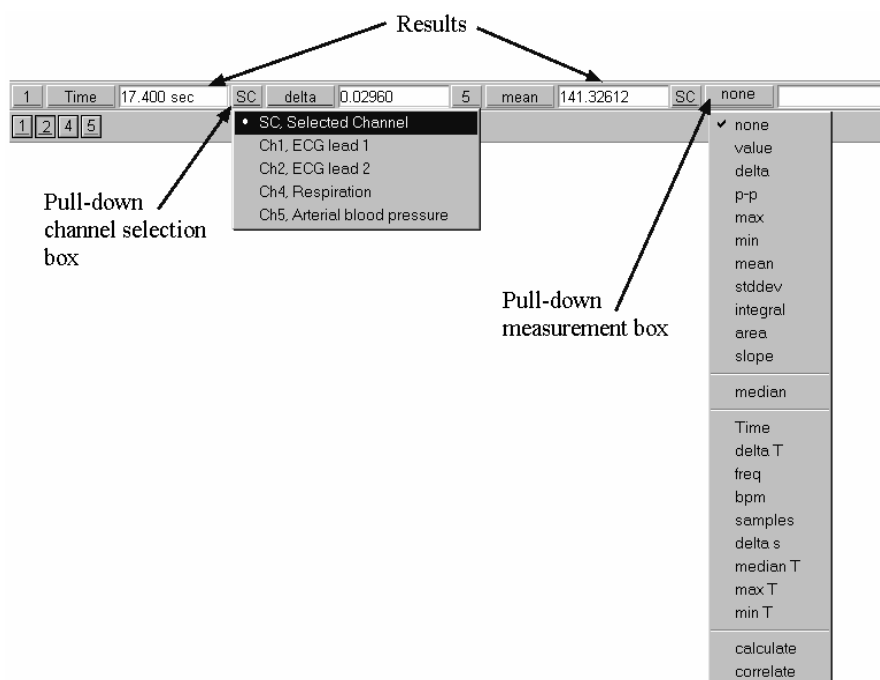 Results
1 Time 17.400 sec SC delta 0.02960 5 mean 141.32612 SC none
1 2 4 5
SC, Selected Channel
Ch1, ECG lead 1
Ch2, ECG lead 2
Ch4, Respiration
Ch5, Arterial blood pressure
Pull-down
channel selection
box
Pull-down
measurement box
none
value
delta
p-p
max
min
mean
stddev
integral
area
slope
median
Time
delta T
freq
bpm
samples
delta s
median T
max T
min T
calculate
correlate